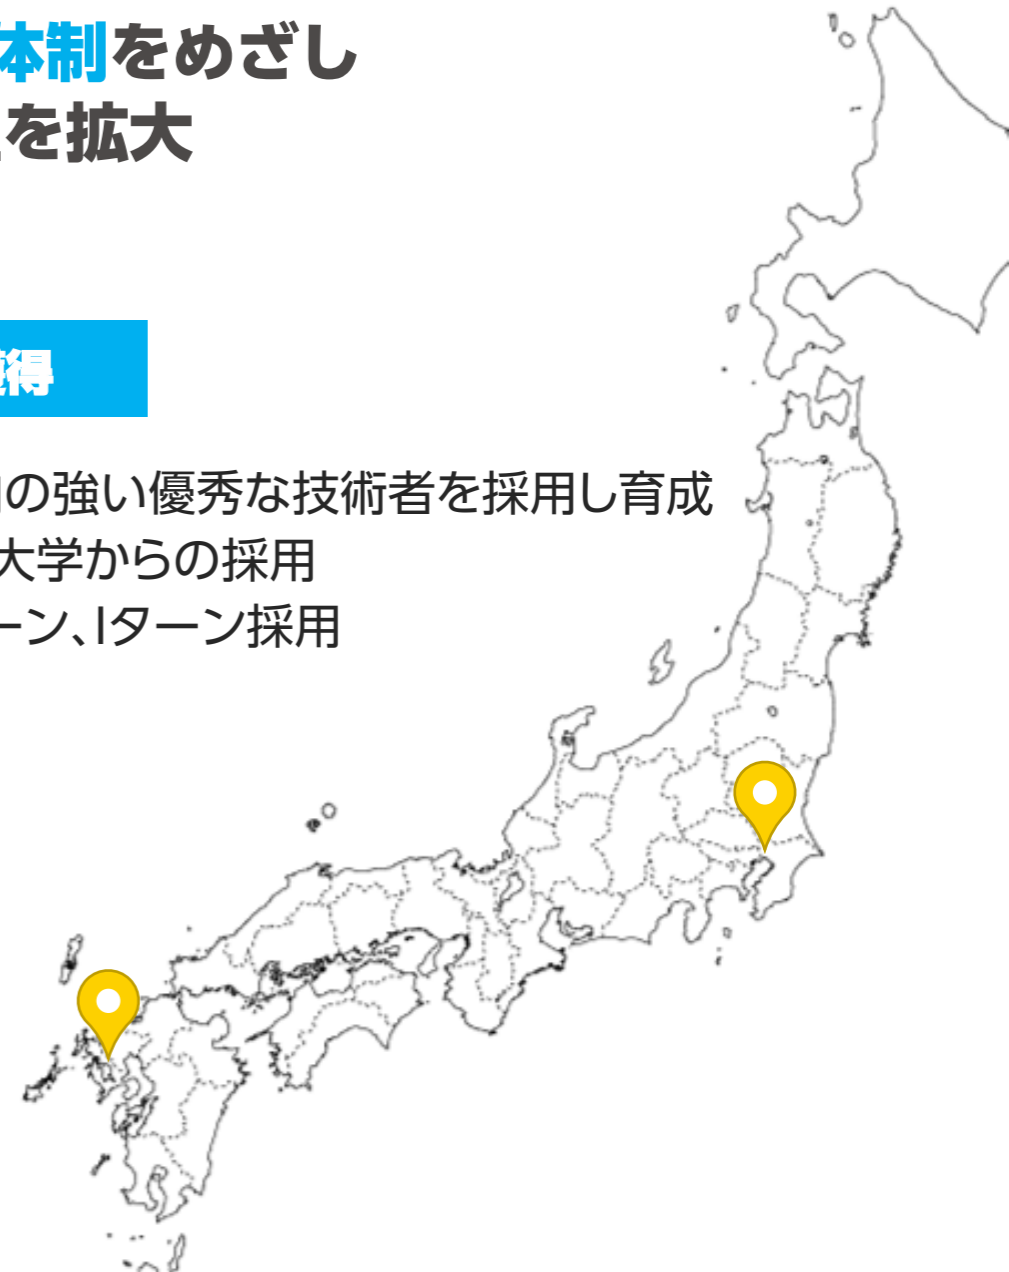 体制をめざし
を拡大
得
の強い優秀な技術者を採用し育成
大学からの採用
ーン、Iターン採用